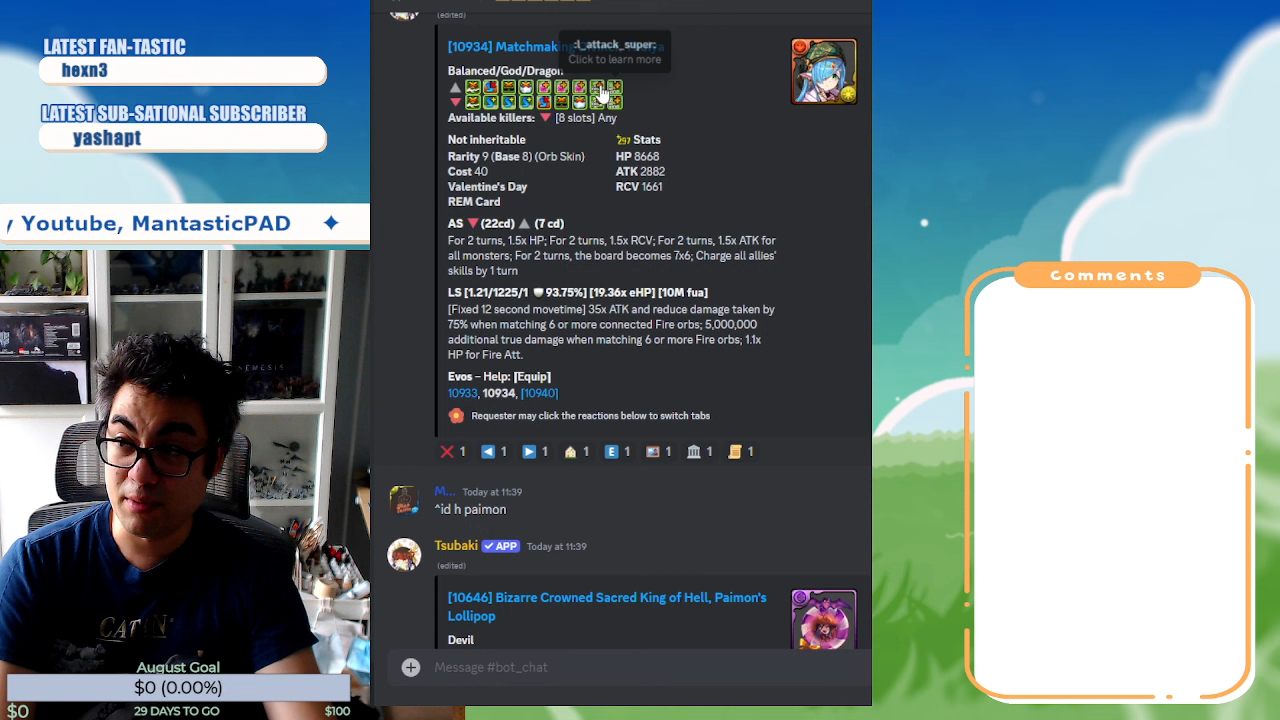 LATEST FAN-TASTIC
hexn3
LATEST SUB-SATIONAL SUBSCRIBER
yashapt
y Youtube, MantasticPAD
NEMESIS
August Goal
$0 (0.00%)
$0
29 DAYS TO GO
$100
(edited)
[10934]
:l_attack_super:
Click to learn more
Balanced/God/Dragon
Available killers: [8 slots] Any
Not inheritable
Rarity 9 (Base 8) (Orb Skin)
Cost 40
Valentine's Day
REM Card
297 Stats
HP 8668
ATK 2882
RCV 1661
AS (22cd) (7 cd)
For 2 turns, 1.5x HP; For 2 turns, 1.5x RCV; For 2 turns, 1.5x ATK for
all monsters; For 2 turns, the board becomes 7x6; Charge all allies'
skills by 1 turn
LS [1.21/1225/1 93.75%] [19.36x eHP] [10M fua]
[Fixed 12 second movetime] 35x ATK and reduce damage taken by
75% when matching 6 or more connected Fire orbs; 5,000,000
additional true damage when matching 6 or more Fire orbs; 1.1x
HP for Fire Att.
Evos – Help: [Equip]
10933, 10934, [10940]
Requester may click the reactions below to switch tabs
1 1 1 1 E 1 1 1 1
M... Today at 11:39
^id h paimon
Tsubaki APP Today at 11:39
(edited)
[10646] Bizarre Crowned Sacred King of Hell, Paimon's
Lollipop
Devil
Message #bot_chat
Comments